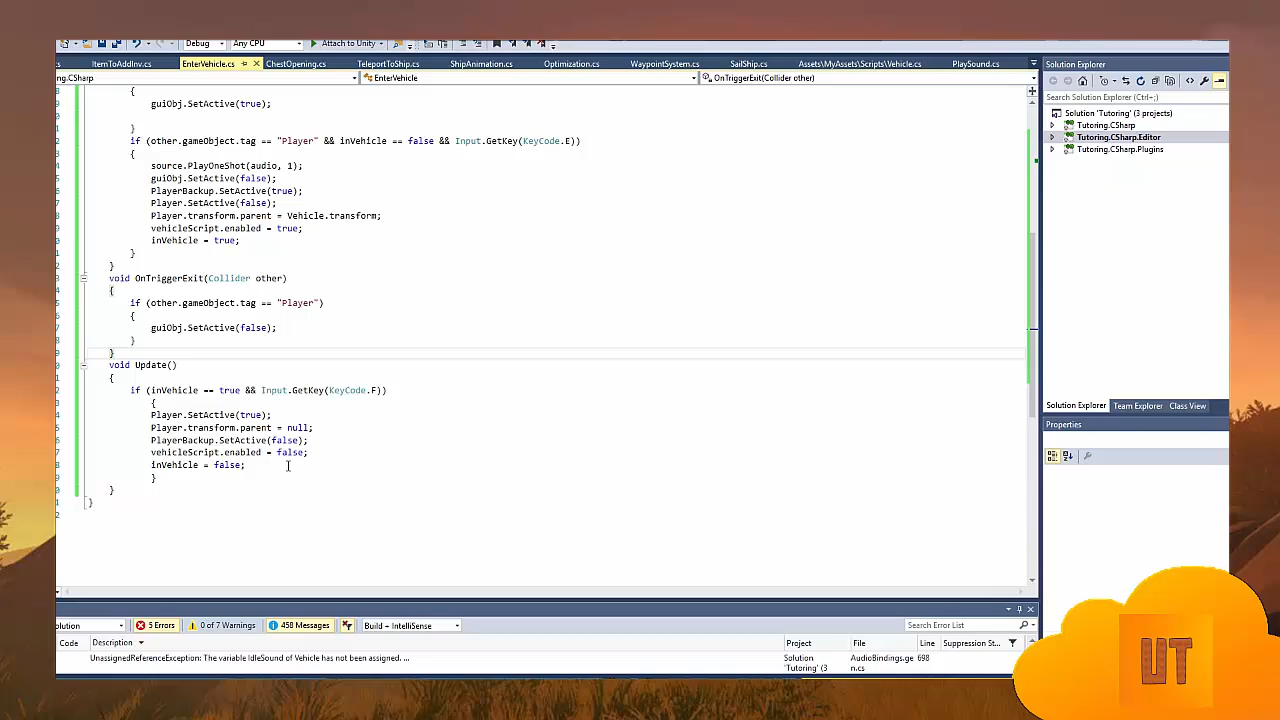 Debug Any CPU Attach to Unity
ItemToAddInv.cs EnterVehicle.cs ChestOpening.cs TeleportToShip.cs ShipAnimation.cs Optimization.cs WaypointSystem.cs SailShip.cs Assets\MyAssets\Scripts\Vehicle.cs PlaySound.cs Solution Explorer
ng.CSharp EnterVehicle OnTriggerExit(Collider other)
Search Solution Explorer (Ctrl+;)
Solution 'Tutoring' (3 projects)
Tutoring.CSharp
Tutoring.CSharp.Editor
Tutoring.CSharp.Plugins
{
guiObj.SetActive(true);
}
if (other.gameObject.tag == "Player" && inVehicle == false && Input.GetKey(KeyCode.E))
{
source.PlayOneShot(audio, 1);
guiObj.SetActive(false);
PlayerBackup.SetActive(true);
Player.SetActive(false);
Player.transform.parent = Vehicle.transform;
vehicleScript.enabled = true;
inVehicle = true;
}
}
void OnTriggerExit(Collider other)
{
if (other.gameObject.tag == "Player")
{
guiObj.SetActive(false);
}
}
void Update()
{
if (inVehicle == true && Input.GetKey(KeyCode.F))
{
Player.SetActive(true);
Player.transform.parent = null;
PlayerBackup.SetActive(false);
vehicleScript.enabled = false;
inVehicle = false;
}
}
}
Solution Explorer Team Explorer Class View
Properties
olution 5 Errors 0 of 7 Warnings 458 Messages Build + IntelliSense Search Error List
Code Description Project File Line Suppression St...
UnassignedReferenceException: The variable IdleSound of Vehicle has not been assigned. ... Solution 'Tutoring' (3 AudioBindings.gen.cs 698
UT